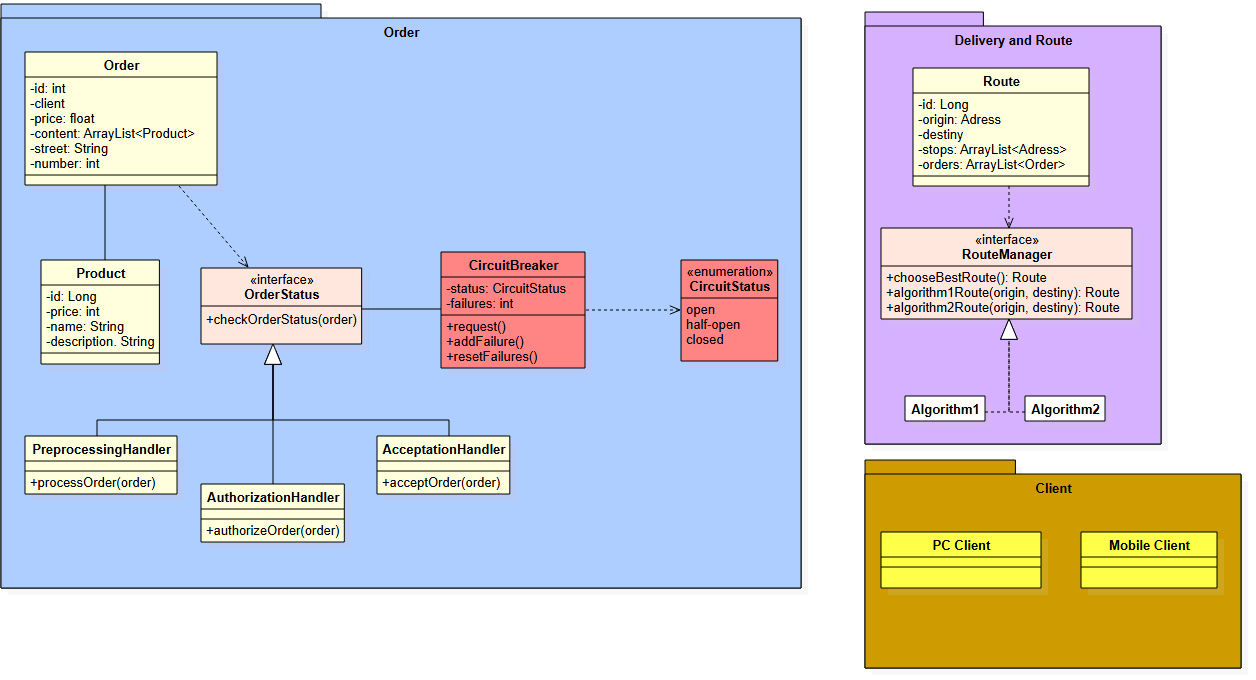 Order
Order
-id: int
-client
-price: float
-content: ArrayList<Product>
-street: String
-number: int
Product
-id: Long
-price: int
-name: String
-description. String
«interface»
OrderStatus
+checkOrderStatus(order)
CircuitBreaker
-status: CircuitStatus
-failures: int
+request()
+addFailure()
+resetFailures()
«enumeration»
CircuitStatus
open
half-open
closed
PreprocessingHandler
+processOrder(order)
AuthorizationHandler
+authorizeOrder(order)
AcceptationHandler
+acceptOrder(order)
Delivery and Route
Route
-id: Long
-origin: Adress
-destiny
-stops: ArrayList<Adress>
-orders: ArrayList<Order>
«interface»
RouteManager
+chooseBestRoute(): Route
+algorithm1Route(origin, destiny): Route
+algorithm2Route(origin, destiny): Route
Algorithm1
Algorithm2
Client
PC Client
Mobile Client